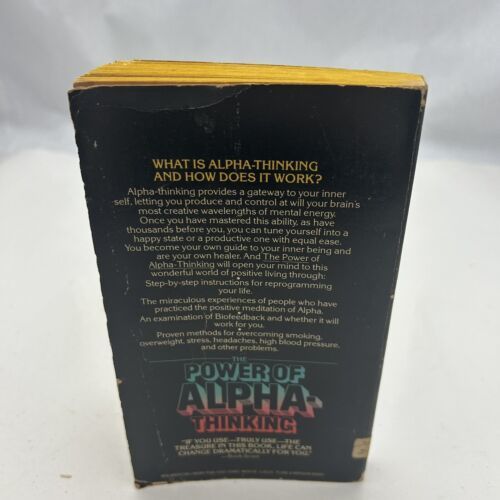 WHAT IS ALPHA-THINKING
AND HOW DOES IT WORK?
Alpha-thinking provides a gateway to your inner
self, letting you produce and control at will your brain's
most creative wavelengths of mental energy.
Once you have mastered this ability, as have
thousands before you, you can tune yourself into a
happy state or a productive one with equal ease.
You become your own guide to your inner being and
are your own healer. And The Power of
Alpha-Thinking will open your mind to this
wonderful world of positive living through:
Step-by-step instructions for reprogramming
your life.
The miraculous experiences of people who have
practiced the positive meditation of Alpha.
An examination of Biofeedback and whether it will
work for you.
Proven methods for overcoming smoking,
overweight, stress, headaches, high blood pressure,
and other problems.
THE
POWER OF
ALPHA-
THINKING
"IF YOU USE—TRULY USE—THE
TREASURE IN THIS BOOK, LIFE CAN
CHANGE DRAMATICALLY FOR YOU."